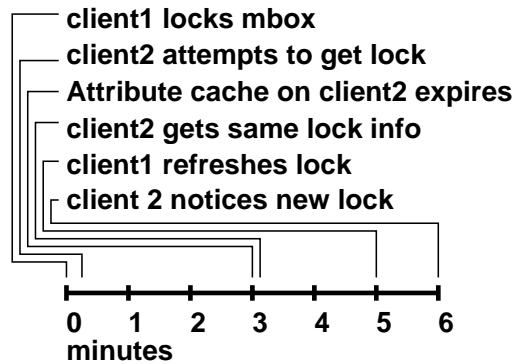 client1 locks mbox
client2 attempts to get lock
Attribute cache on client2 expires
client2 gets same lock info
client1 refreshes lock
client 2 notices new lock
0 1 2 3 4 5 6
minutes